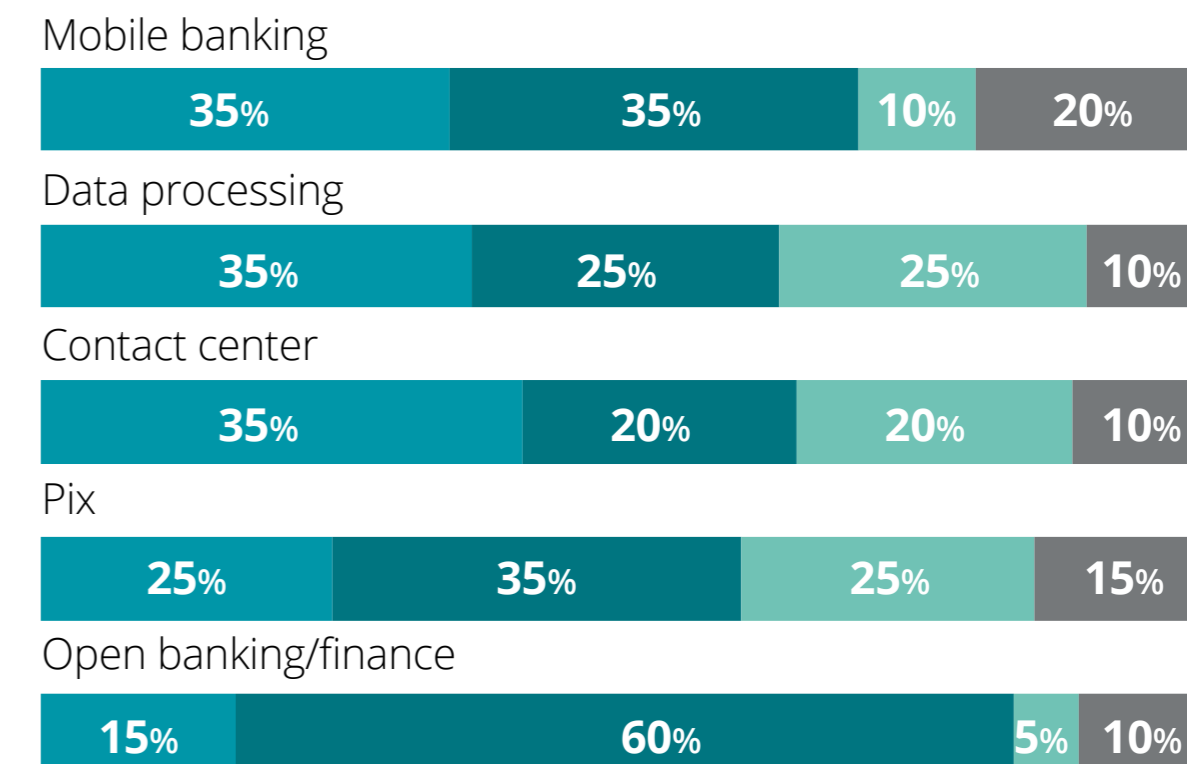 Mobile banking
35% 35% 10% 20%
Data processing
35% 25% 25% 10%
Contact center
35% 20% 20% 10%
Pix
25% 35% 25% 15%
Open banking/finance
15% 60% 5% 10%